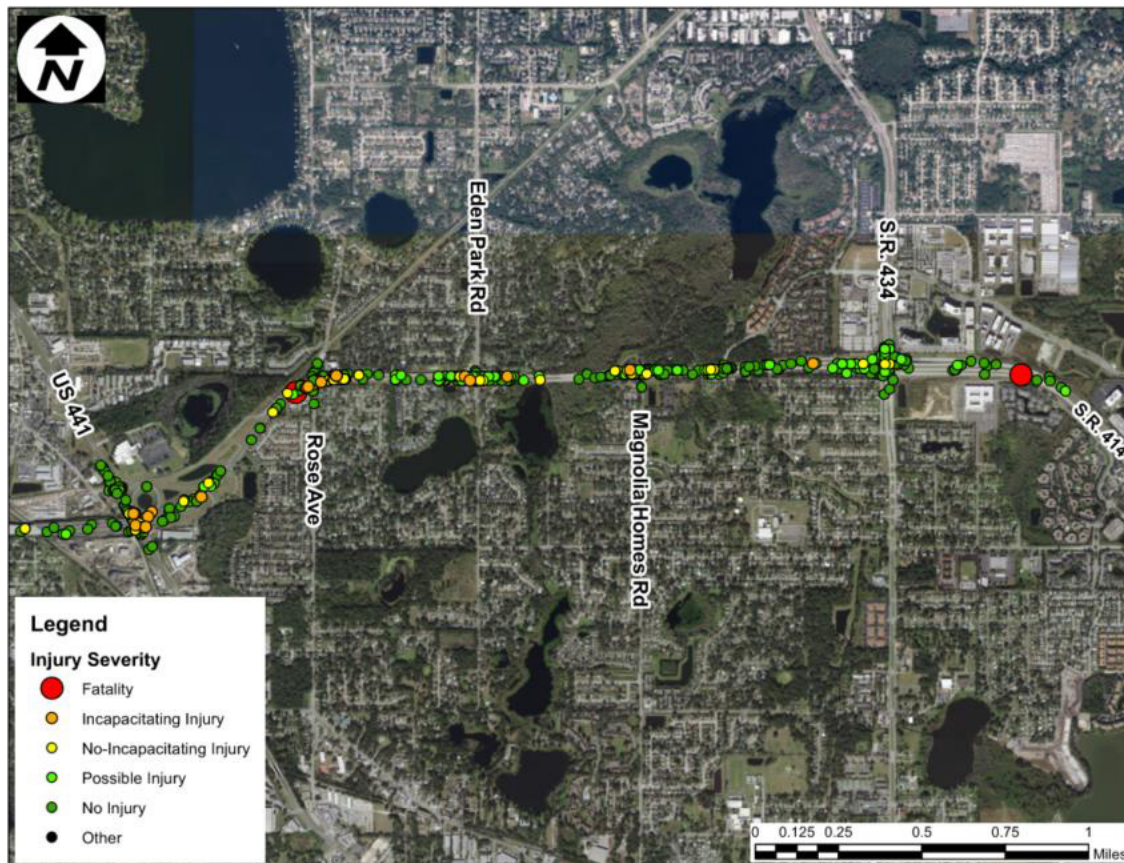 N
Eden Park Rd
S.R. 434
US 441
Rose Ave
Magnolia Homes Rd
S.R. 414
Legend
Injury Severity
Fatality
Incapacitating Injury
No-Incapacitating Injury
Possible Injury
No Injury
Other
0 0.125 0.25 0.5 0.75 1
Miles